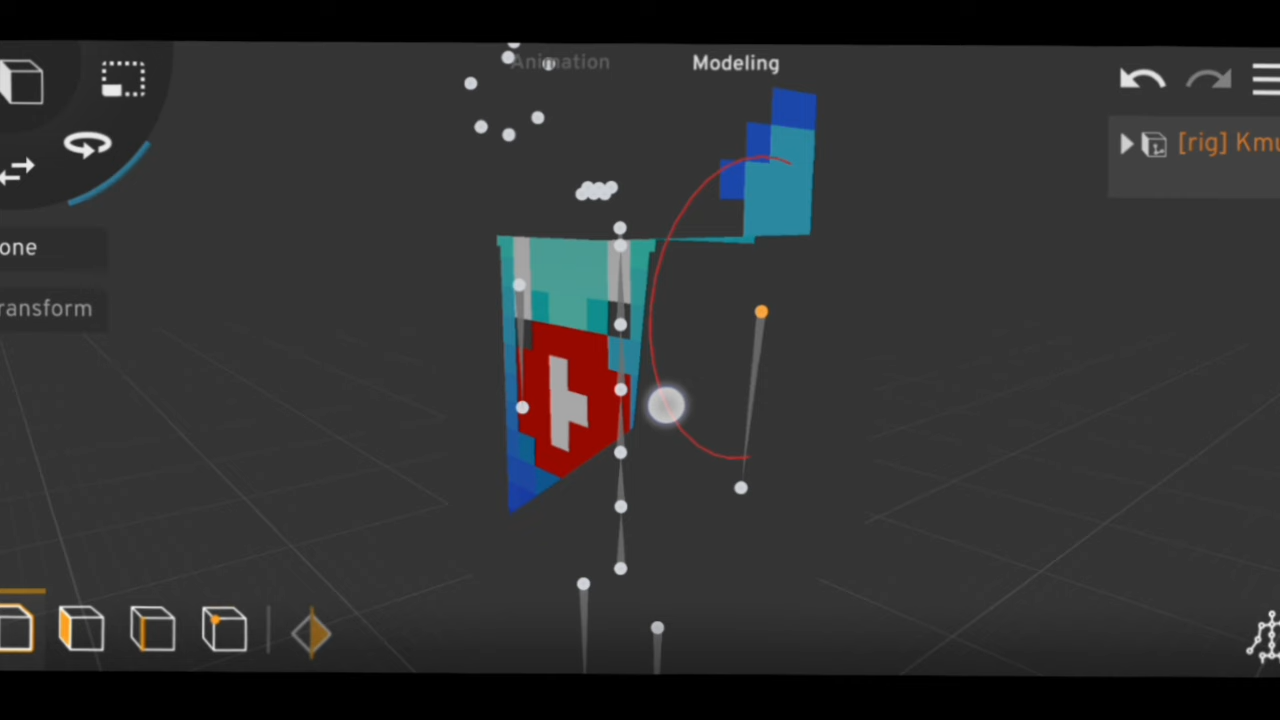 Animation
Modeling
[rig] Kmu
one
ransform